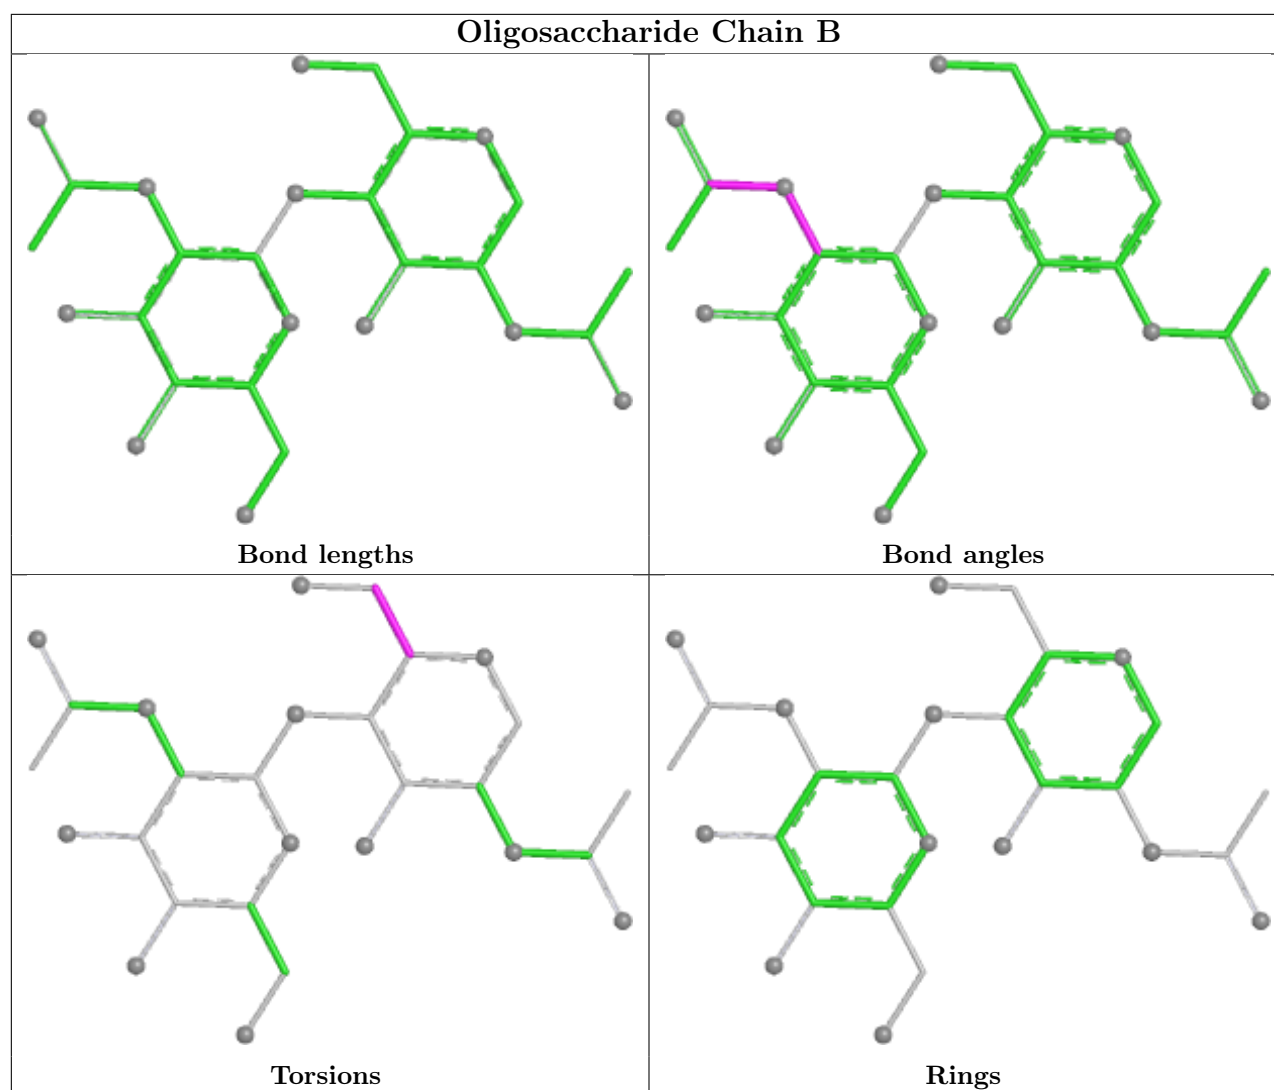 Oligosaccharide Chain B
Bond lengths
Bond angles
Torsions
Rings